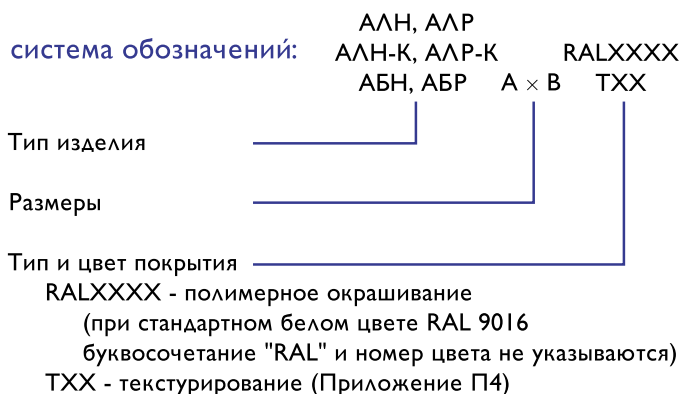 АЛН, АЛР
система обозначений: АЛН-К, АЛР-К RALXXXX
АБН, АБР А × В TXX
Тип изделия
Размеры
Тип и цвет покрытия
RALXXXX - полимерное окрашивание
(при стандартном белом цвете RAL 9016
буквосочетание "RAL" и номер цвета не указываются)
TXX - текстурирование (Приложение П4)